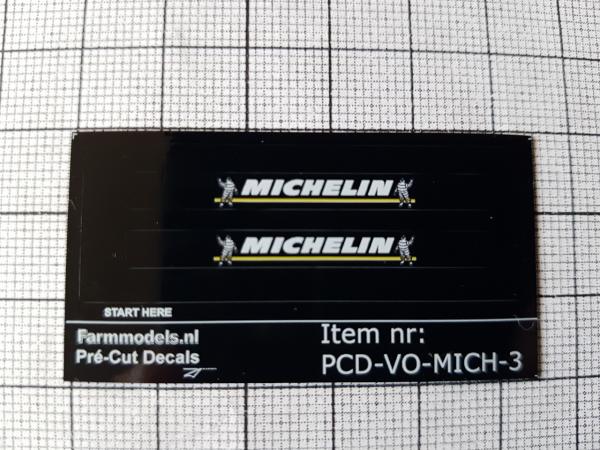 MICHELIN
MICHELIN
START HERE
Farmmodels.nl
Pré-Cut Decals
Item nr:
PCD-VO-MICH-3